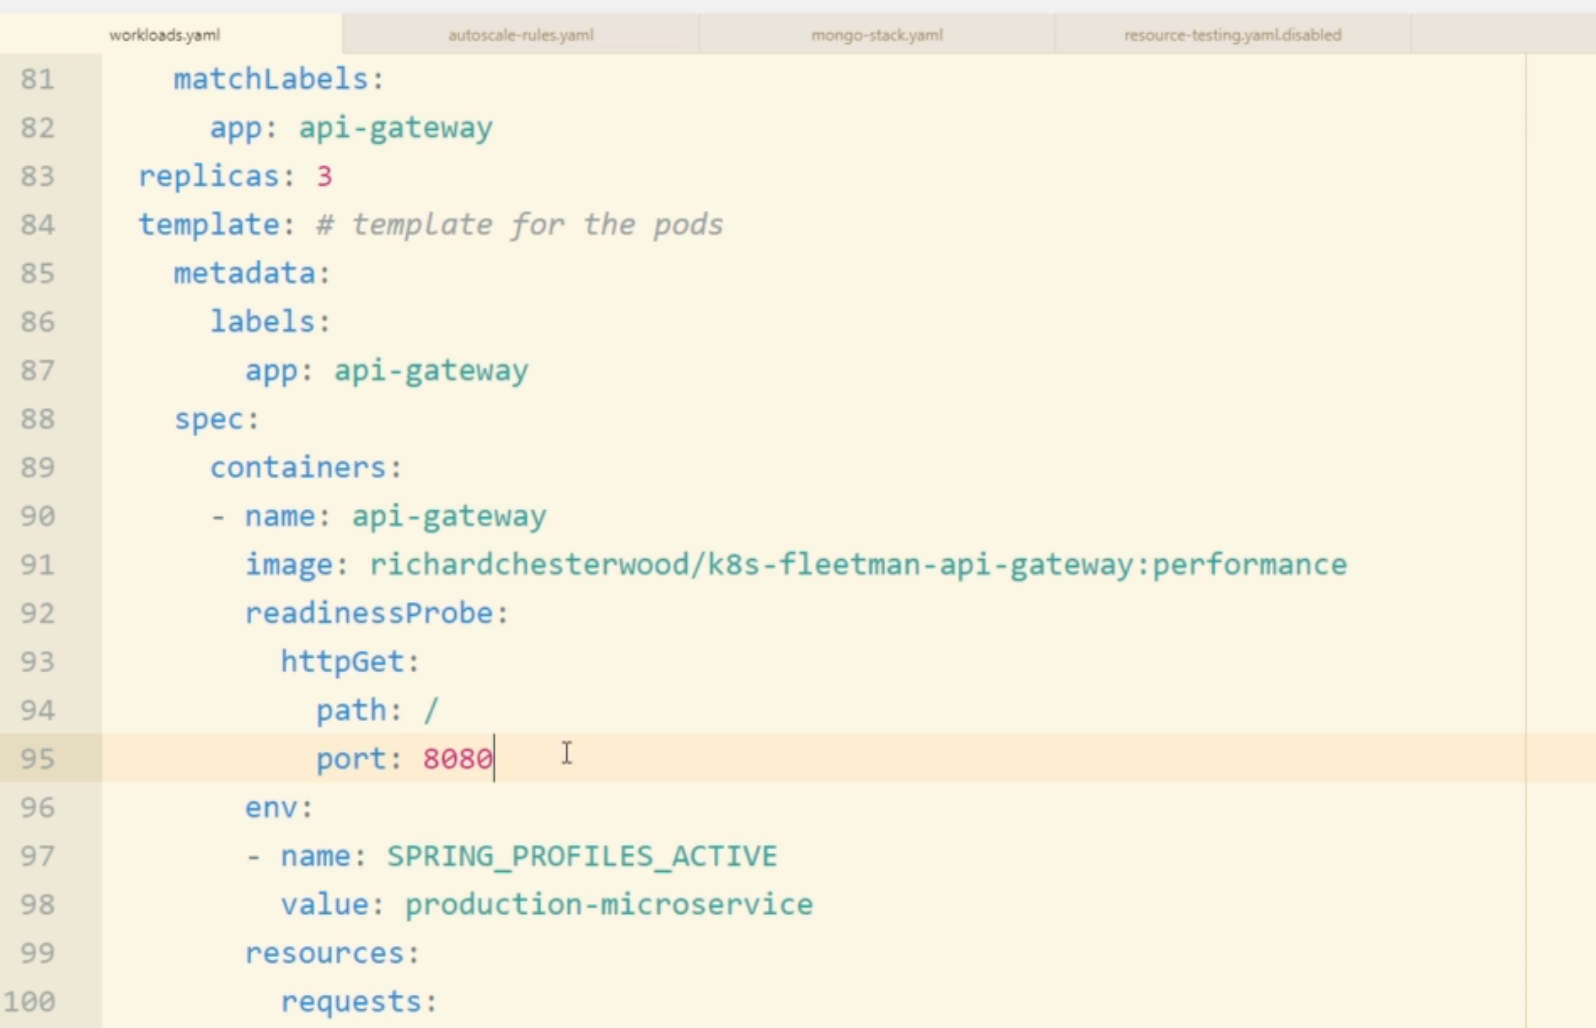 workloads.yaml autoscale-rules.yaml mongo-stack.yaml resource-testing.yaml.disabled
81 matchLabels:
82 app: api-gateway
83 replicas: 3
84 template: # template for the pods
85 metadata:
86 labels:
87 app: api-gateway
88 spec:
89 containers:
90 - name: api-gateway
91 image: richardchesterwood/k8s-fleetman-api-gateway:performance
92 readinessProbe:
93 httpGet:
94 path: /
95 port: 8080
96 env:
97 - name: SPRING_PROFILES_ACTIVE
98 value: production-microservice
99 resources:
100 requests: